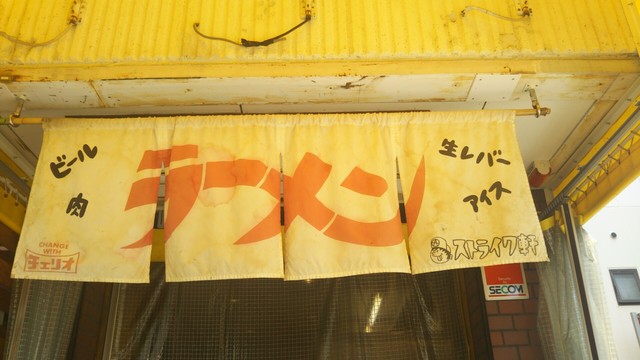 ビール
肉
ラーメン
生レバー
アイス
CHANGE
WITH
チェリオ
ストライク軒
SECOM